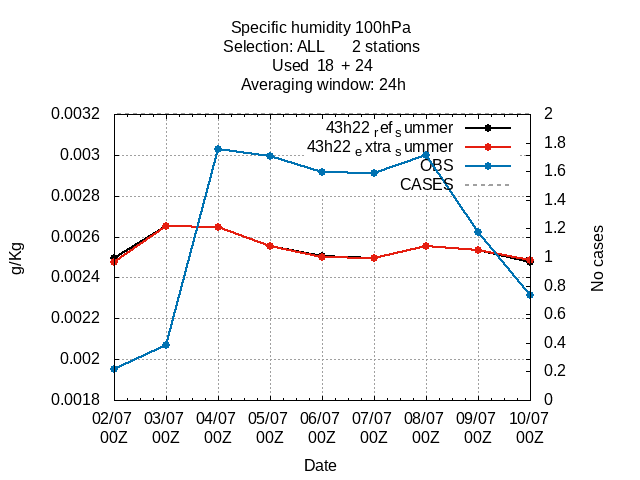 Specific humidity 100hPa
Selection: ALL 2 stations
Used 18 + 24
Averaging window: 24h
0.0032
0.003
0.0028
0.0026
0.0024
0.0022
0.002
0.0018
g/Kg
43h22 refsummer
43h22 extrasummer
OBS
CASES
2
1.8
1.6
1.4
1.2
1
0.8
0.6
0.4
0.2
0
No cases
02/07 03/07 04/07 05/07 06/07 07/07 08/07 09/07 10/07
00Z 00Z 00Z 00Z 00Z 00Z 00Z 00Z 00Z
Date